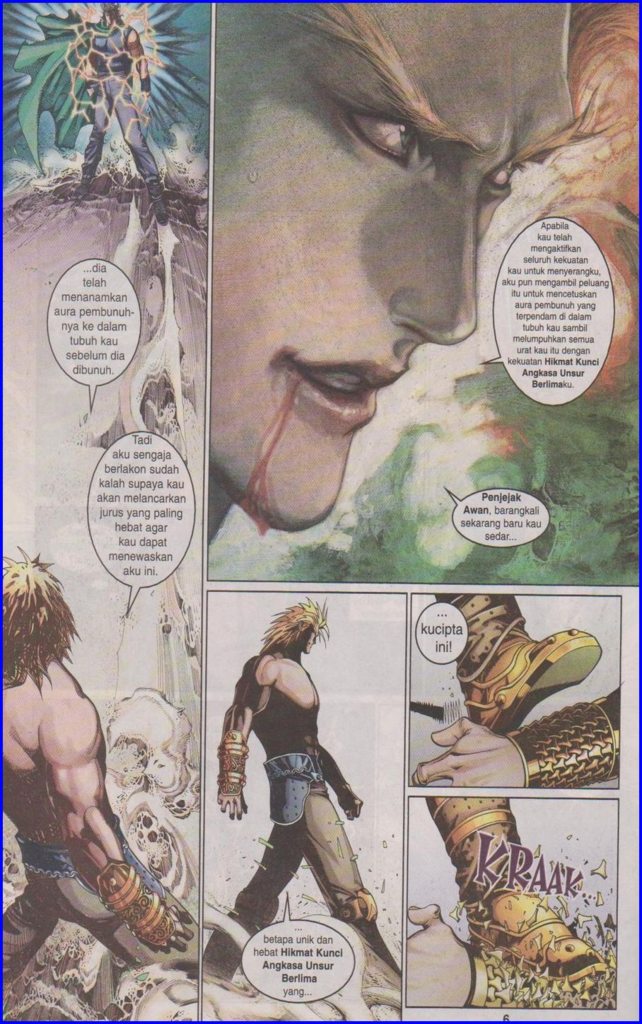 ...dia
telah
menanamkan
aura pembunuh-
nya ke dalam
tubuh kau
sebelum dia
dibunuh.
Tadi
aku sengaja
berlakon sudah
kalah supaya kau
akan melancarkan
jurus yang paling
hebat agar
kau dapat
menewaskan
aku ini.
Apabila
kau telah
mengaktifkan
seluruh kekuatan
kau untuk menyerangku,
aku pun mengambil peluang
itu untuk mencetuskan
aura pembunuh yang
terpendam di dalam
tubuh kau sambil
melumpuhkan semua
urat kau itu dengan
kekuatan Hikmat Kunci
Angkasa Unsur
Berlimaku.
Penjejak
Awan, barangkali
sekarang baru kau
sedar...
... betapa unik dan
hebat Hikmat Kunci
Angkasa Unsur
Berlima
yang...
...
kucipta
ini!
KRAAK
6